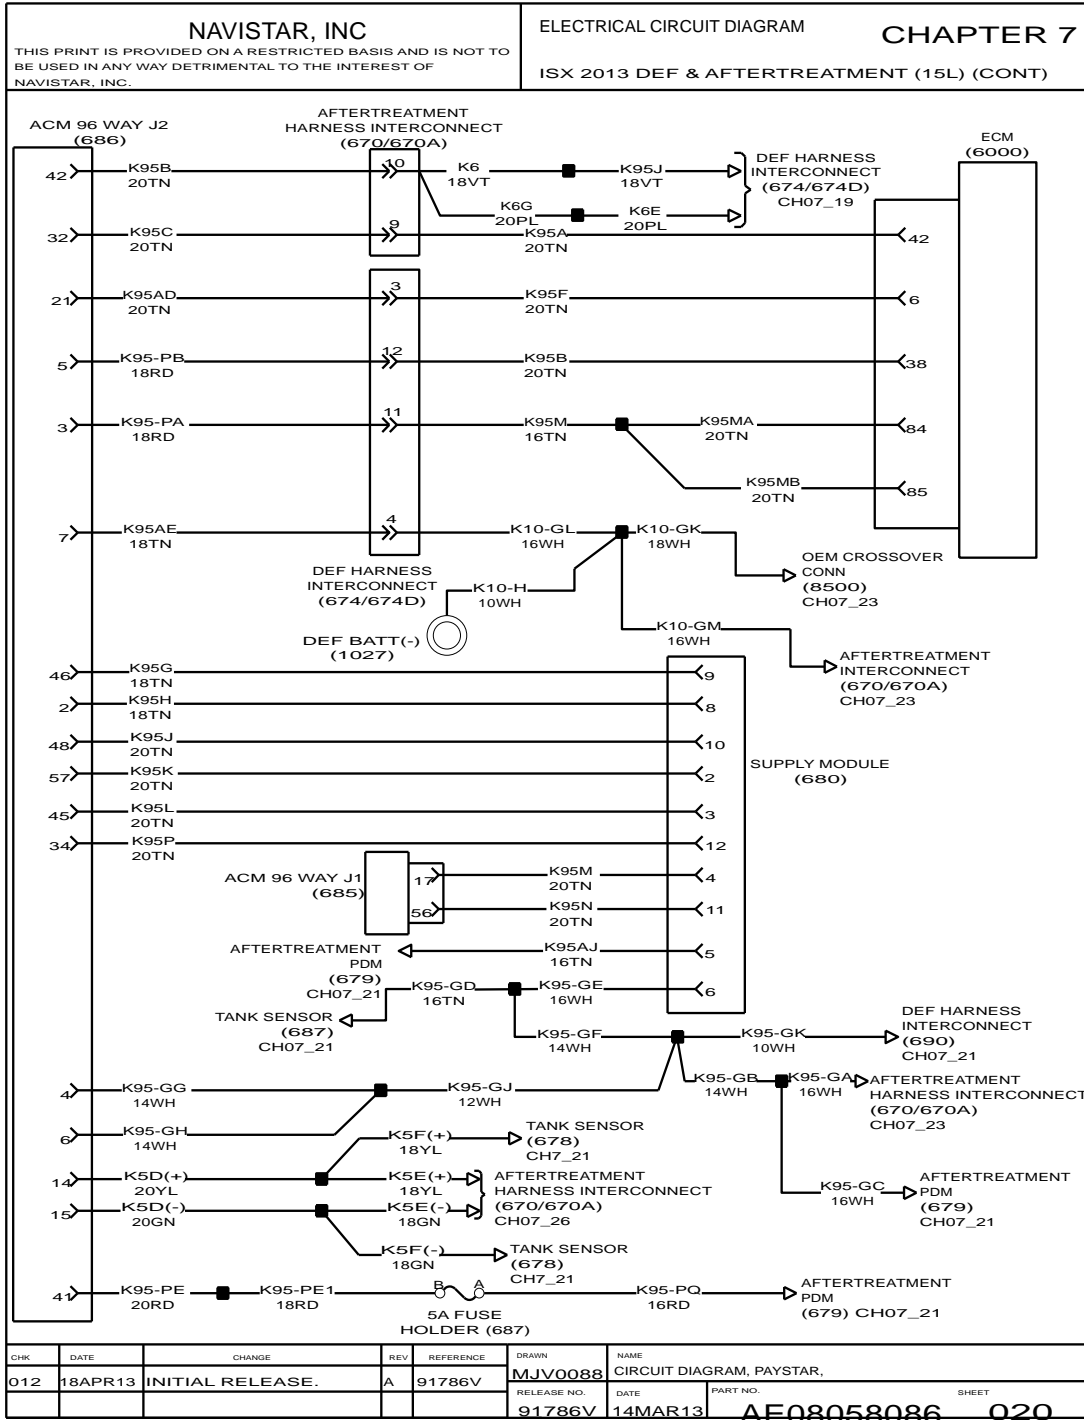 NAVISTAR, INC
THIS PRINT IS PROVIDED ON A RESTRICTED BASIS AND IS NOT TO
BE USED IN ANY WAY DETRIMENTAL TO THE INTEREST OF
NAVISTAR, INC.
ELECTRICAL CIRCUIT DIAGRAM
CHAPTER 7
ISX 2013 DEF & AFTERTREATMENT (15L) (CONT)
ACM 96 WAY J2
(686)
AFTERTREATMENT
HARNESS INTERCONNECT
(670/670A)
ECM
(6000)
42
K95B
20TN
10
K6
18VT
K95J
18VT
DEF HARNESS
INTERCONNECT
(674/674D)
CH07_19
K6G
20PL
K6E
20PL
32
K95C
20TN
9
K95A
20TN
42
21
K95AD
20TN
3
K95F
20TN
6
5
K95-PB
18RD
12
K95B
20TN
38
3
K95-PA
18RD
11
K95M
16TN
K95MA
20TN
84
K95MB
20TN
85
7
K95AE
18TN
4
K10-GL
16WH
K10-GK
18WH
OEM CROSSOVER
CONN
(8500)
CH07_23
DEF HARNESS
INTERCONNECT
(674/674D)
K10-H
10WH
DEF BATT(-)
(1027)
K10-GM
16WH
AFTERTREATMENT
INTERCONNECT
(670/670A)
CH07_23
46
K95G
18TN
9
2
K95H
18TN
8
48
K95J
20TN
10
57
K95K
20TN
2
SUPPLY MODULE
(680)
45
K95L
20TN
3
34
K95P
20TN
12
ACM 96 WAY J1
(685)
17
K95M
20TN
4
56
K95N
20TN
11
AFTERTREATMENT
PDM
(679)
CH07_21
K95AJ
16TN
5
K95-GD
16TN
K95-GE
16WH
6
TANK SENSOR
(687)
CH07_21
K95-GF
14WH
K95-GK
10WH
DEF HARNESS
INTERCONNECT
(690)
CH07_21
4
K95-GG
14WH
K95-GJ
12WH
K95-GB
14WH
K95-GA
16WH
AFTERTREATMENT
HARNESS INTERCONNECT
(670/670A)
CH07_23
6
K95-GH
14WH
K5F(+)
18YL
TANK SENSOR
(678)
CH7_21
14
K5D(+)
20YL
K5E(+)
18YL
AFTERTREATMENT
HARNESS INTERCONNECT
(670/670A)
CH07_26
K95-GC
16WH
AFTERTREATMENT
PDM
(679)
CH07_21
15
K5D(-)
20GN
K5E(-)
18GN
K5F(-)
18GN
TANK SENSOR
(678)
CH7_21
41
K95-PE
20RD
K95-PE1
18RD
B
A
5A FUSE
HOLDER (687)
K95-PQ
16RD
AFTERTREATMENT
PDM
(679) CH07_21
CHK DATE CHANGE REV REFERENCE
012 18APR13 INITIAL RELEASE. A 91786V
DRAWN
MJV0088
NAME
CIRCUIT DIAGRAM, PAYSTAR,
RELEASE NO.
91786V
DATE
14MAR13
PART NO.
AE08058086
SHEET
020